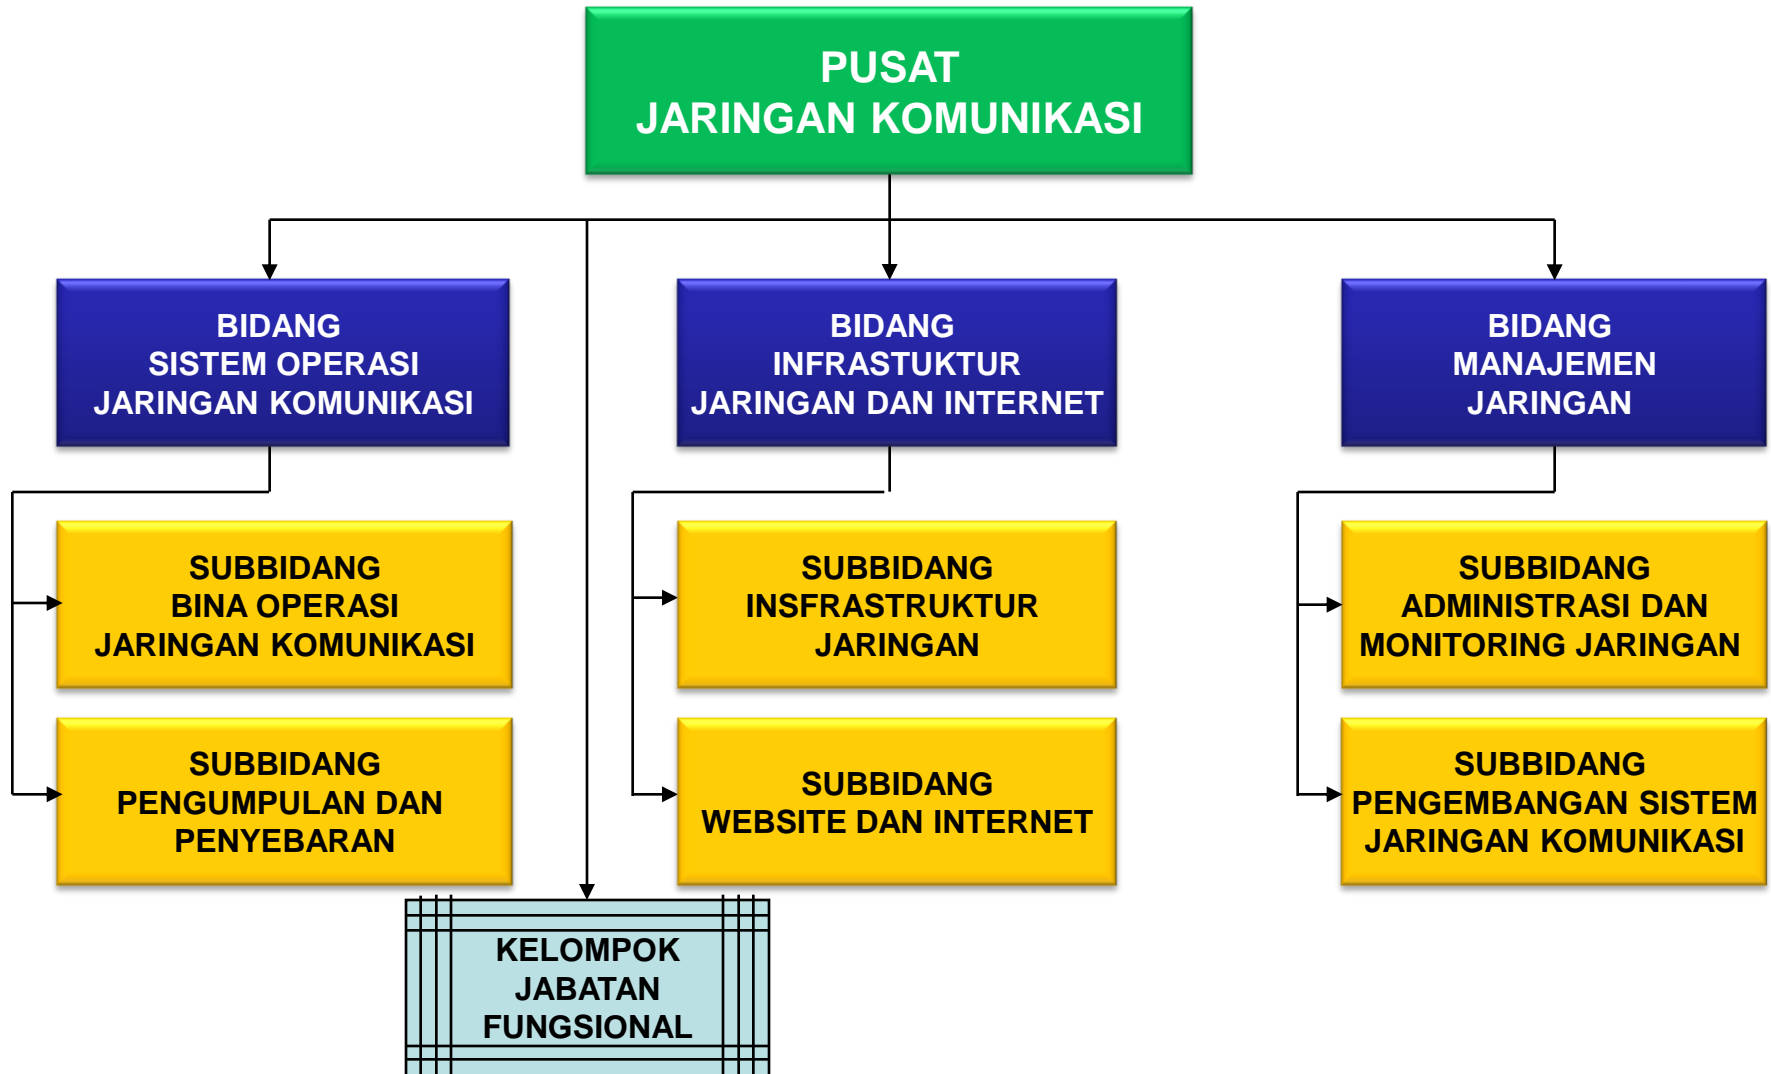 PUSAT
JARINGAN KOMUNIKASI
BIDANG
SISTEM OPERASI
JARINGAN KOMUNIKASI
BIDANG
INFRASTUKTUR
JARINGAN DAN INTERNET
BIDANG
MANAJEMEN
JARINGAN
SUBBIDANG
BINA OPERASI
JARINGAN KOMUNIKASI
SUBBIDANG
INSFRASTRUKTUR
JARINGAN
SUBBIDANG
ADMINISTRASI DAN
MONITORING JARINGAN
SUBBIDANG
PENGUMPULAN DAN
PENYEBARAN
SUBBIDANG
WEBSITE DAN INTERNET
SUBBIDANG
PENGEMBANGAN SISTEM
JARINGAN KOMUNIKASI
KELOMPOK
JABATAN
FUNGSIONAL